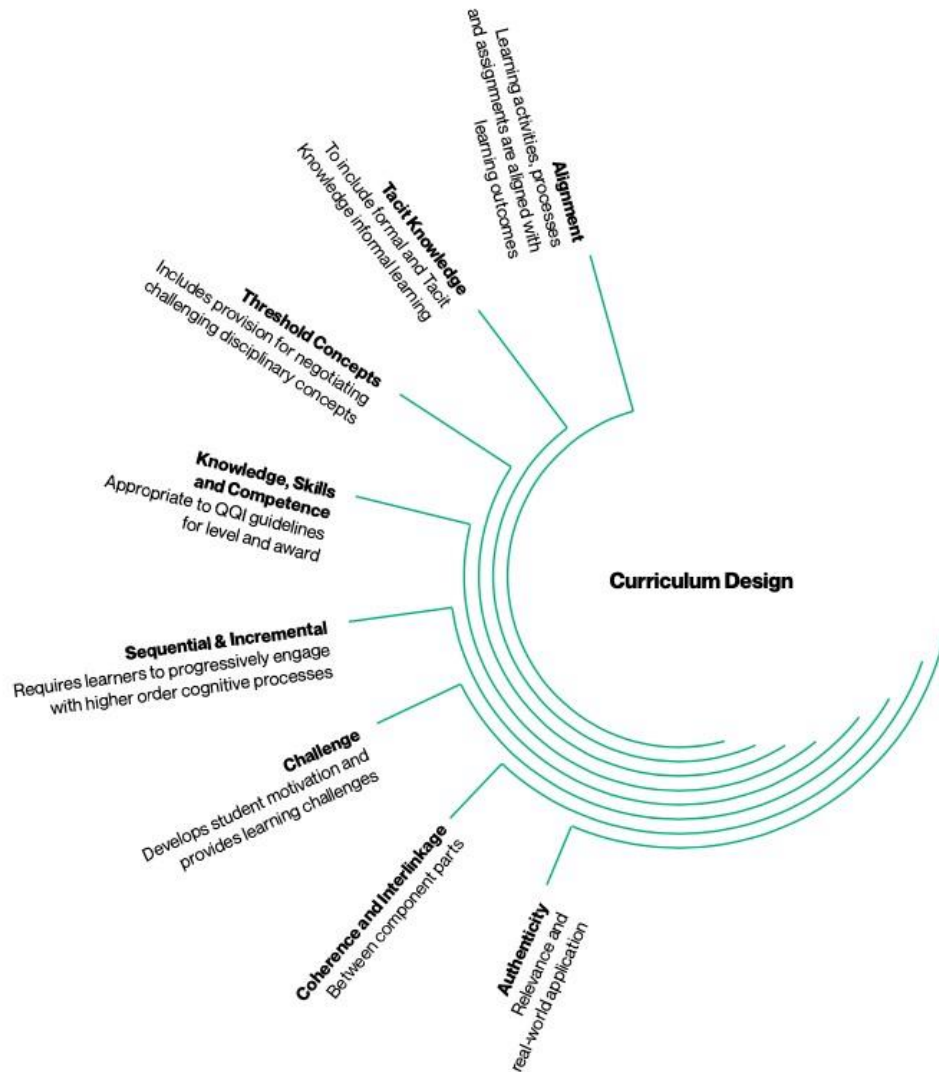 Alignment
Learning activities, processes
and assignments are aligned with
learning outcomes
Tacit Knowledge
To include formal and Tacit
Knowledge informal learning
Threshold Concepts
Includes provision for negotiating
challenging disciplinary concepts
Knowledge, Skills
and Competence
Appropriate to QQI guidelines
for level and award
Sequential & Incremental
Requires learners to progressively engage
with higher order cognitive processes
Challenge
Develops student motivation and
provides learning challenges
Coherence and Interlinkage
Between component parts
Authenticity
Relevance and
real-world application
Curriculum Design